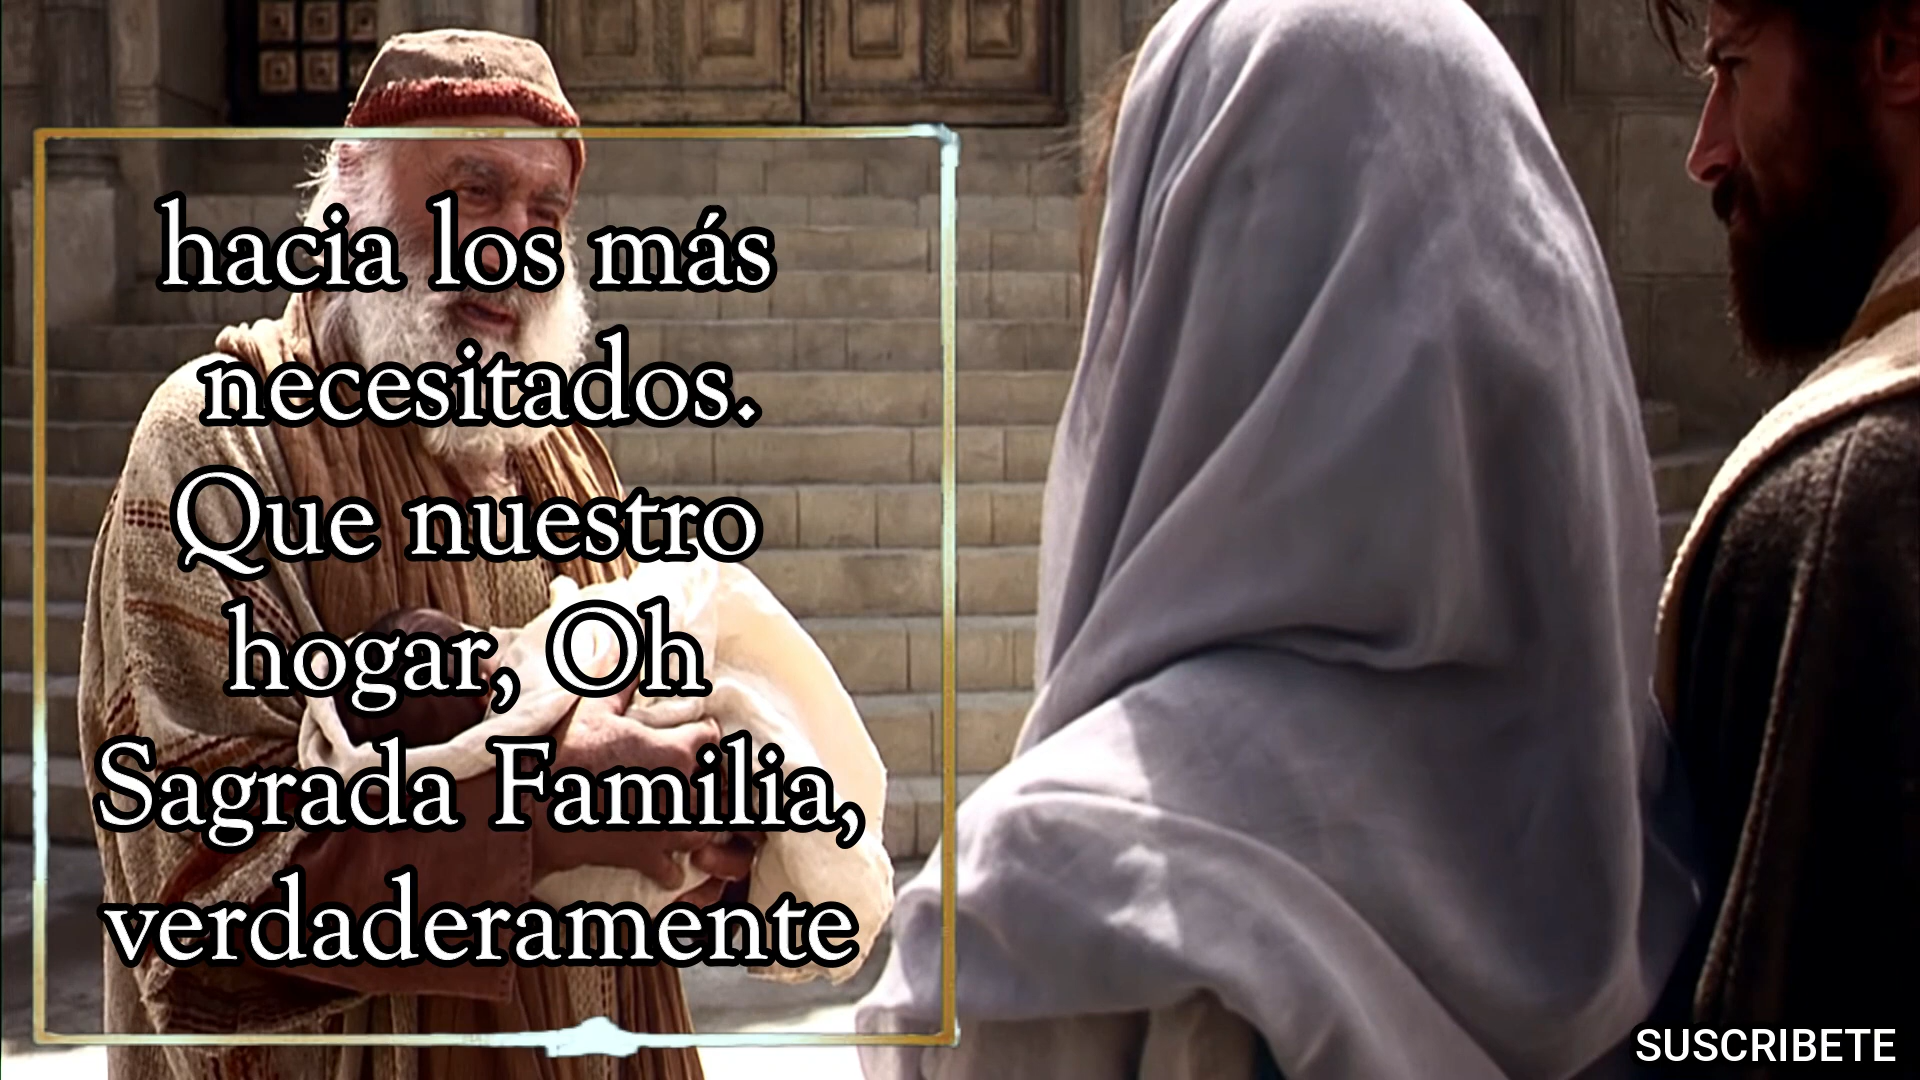 hacia los más
necesitados.
Que nuestro
hogar, Oh
Sagrada Familia,
verdaderamente
SUSCRIBETE